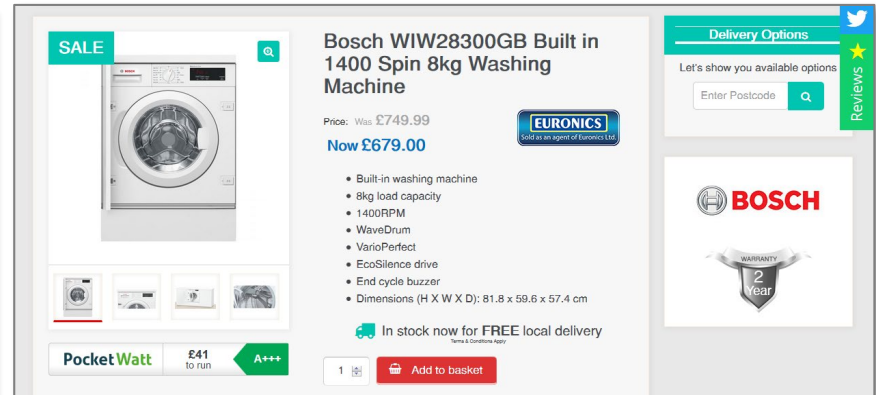 SALE
Bosch WIW28300GB Built in
1400 Spin 8kg Washing
Machine
Price: Was £749.99
Now £679.00
EURONICS
Sold as an agent of Euronics Ltd.
• Built-in washing machine
• 8kg load capacity
• 1400RPM
• WaveDrum
• VarioPerfect
• EcoSilence drive
• End cycle buzzer
• Dimensions (H X W X D): 81.8 x 59.6 x 57.4 cm
In stock now for FREE local delivery
Terms & Conditions Apply
1
Add to basket
PocketWatt
£41
to run
A+++
Delivery Options
Let's show you available options
Enter Postcode
Reviews
BOSCH
WARRANTY
2
Year